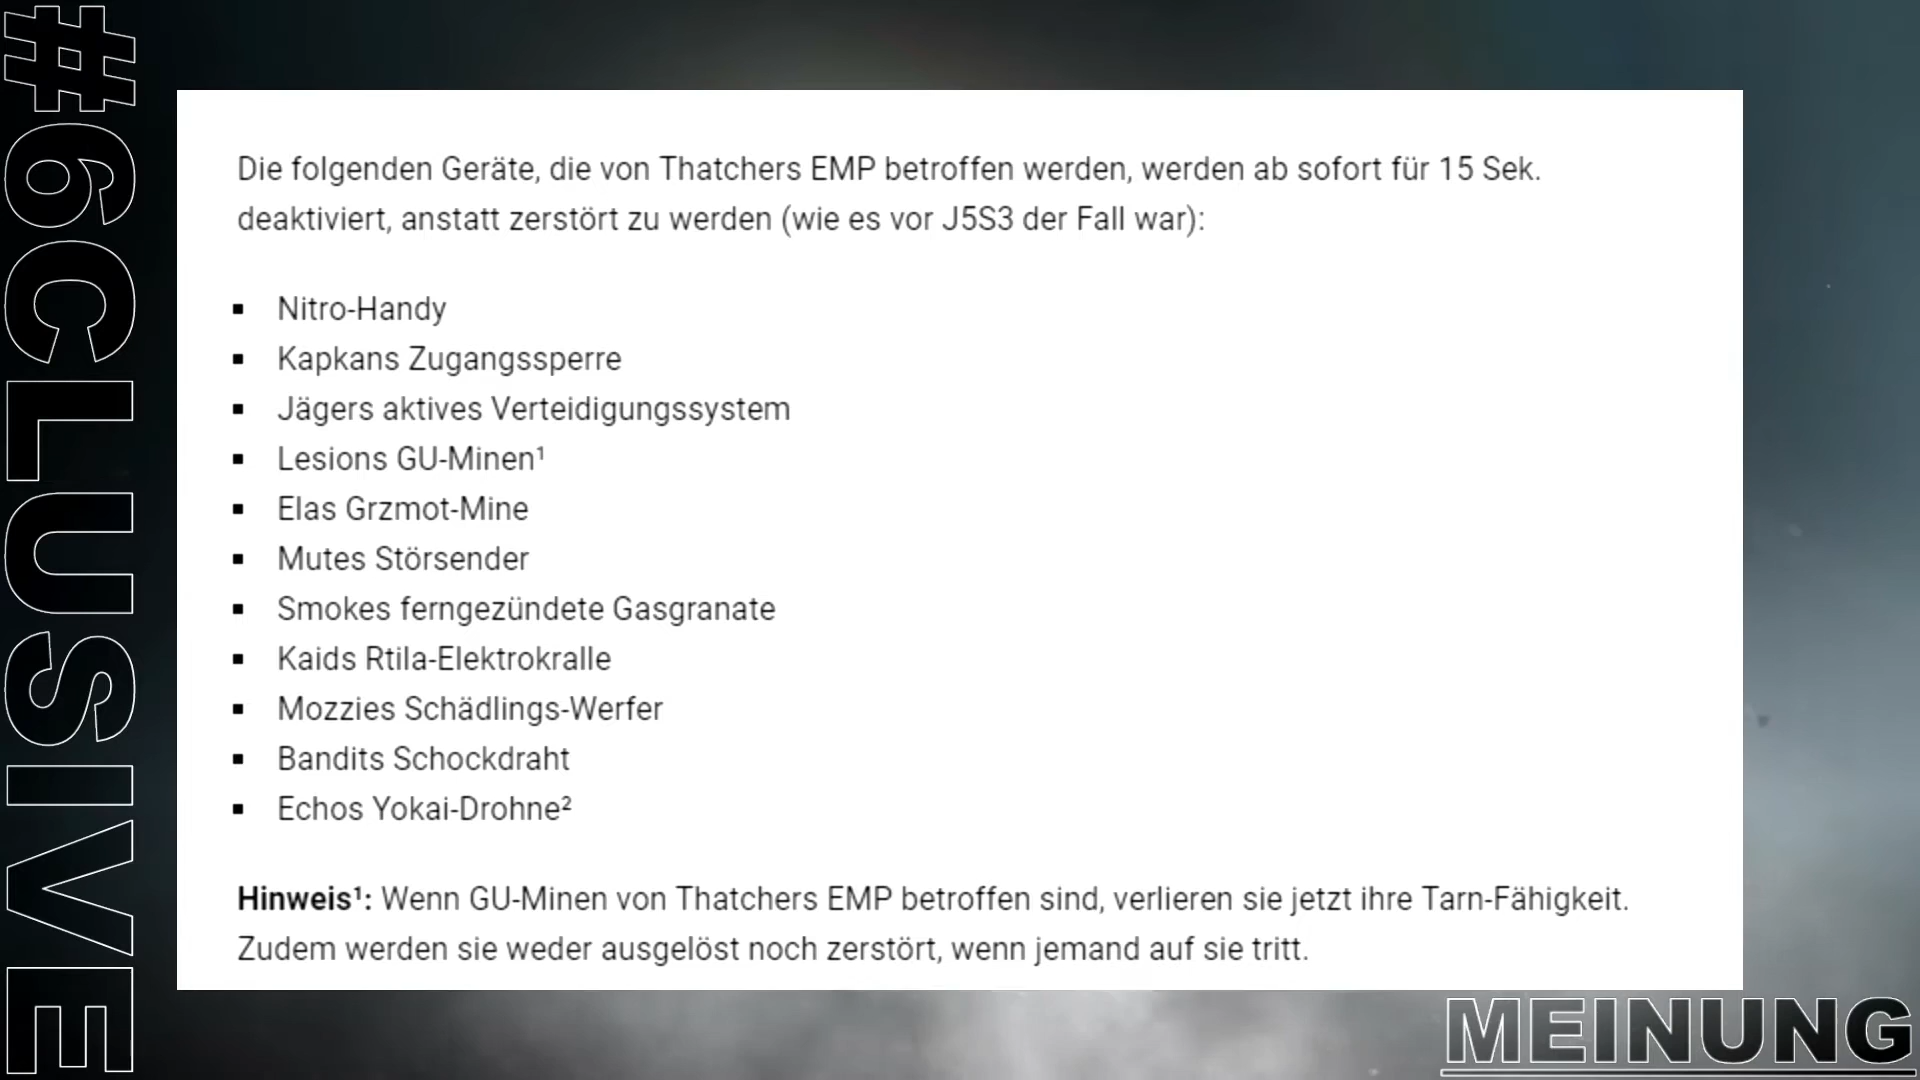 #6CLUSIVE
Die folgenden Geräte, die von Thatchers EMP betroffen werden, werden ab sofort für 15 Sek.
deaktiviert, anstatt zerstört zu werden (wie es vor J5S3 der Fall war):
▪ Nitro-Handy
▪ Kapkans Zugangssperre
▪ Jägers aktives Verteidigungssystem
▪ Lesions GU-Minen¹
▪ Elas Grzmot-Mine
▪ Mutes Störsender
▪ Smokes ferngezündete Gasgranate
▪ Kaids Rtila-Elektrokralle
▪ Mozzies Schädlings-Werfer
▪ Bandits Schockdraht
▪ Echos Yokai-Drohne²
Hinweis¹: Wenn GU-Minen von Thatchers EMP betroffen sind, verlieren sie jetzt ihre Tarn-Fähigkeit.
Zudem werden sie weder ausgelöst noch zerstört, wenn jemand auf sie tritt.
MEINUNG